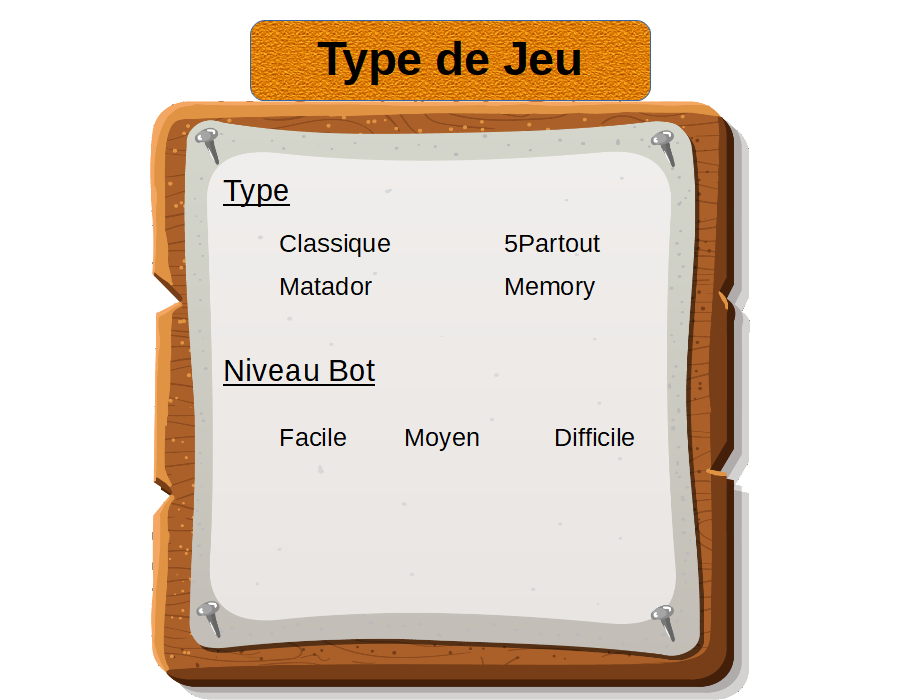 Type de Jeu
Type
Classique 5Partout
Matador Memory
Niveau Bot
Facile Moyen Difficile